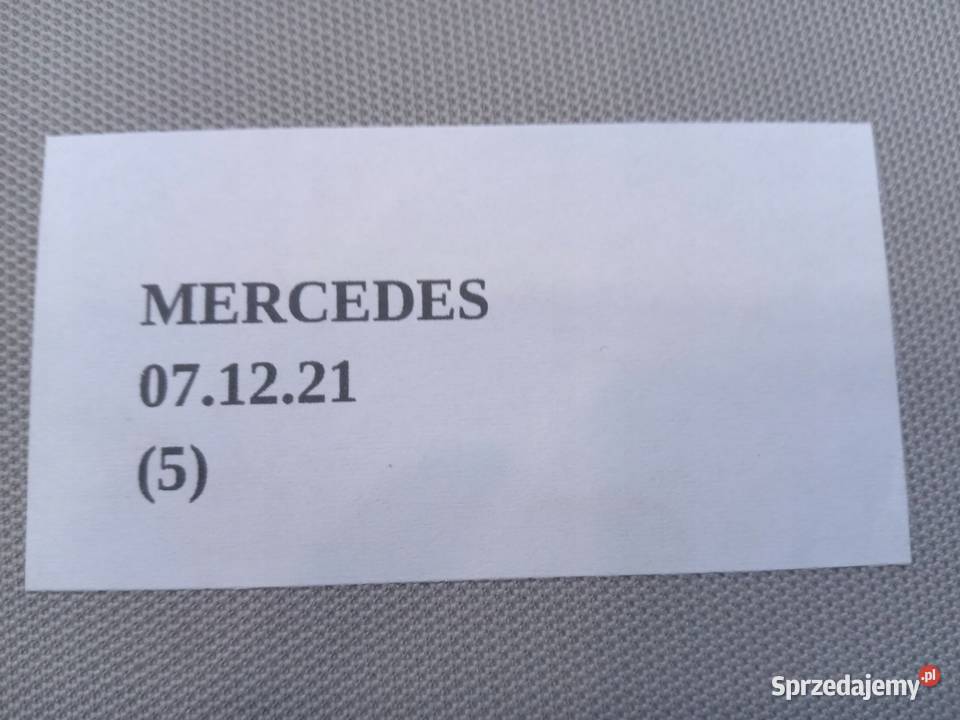 MERCEDES
07.12.21
(5)
Sprzedajemy.pl